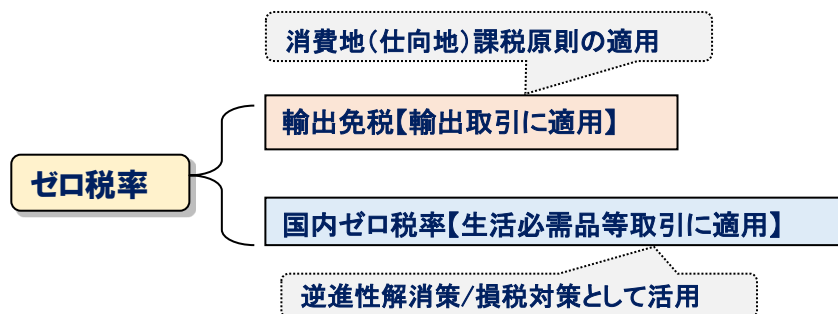 消費地(仕向地)課税原則の適用
輸出免税【輸出取引に適用】
ゼロ税率
国内ゼロ税率【生活必需品等取引に適用】
逆進性解消策/損税対策として活用